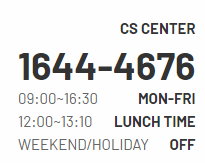 CS CENTER
1644-4676
09:00~16:30 MON-FRI
12:00~13:10 LUNCH TIME
WEEKEND/HOLIDAY OFF